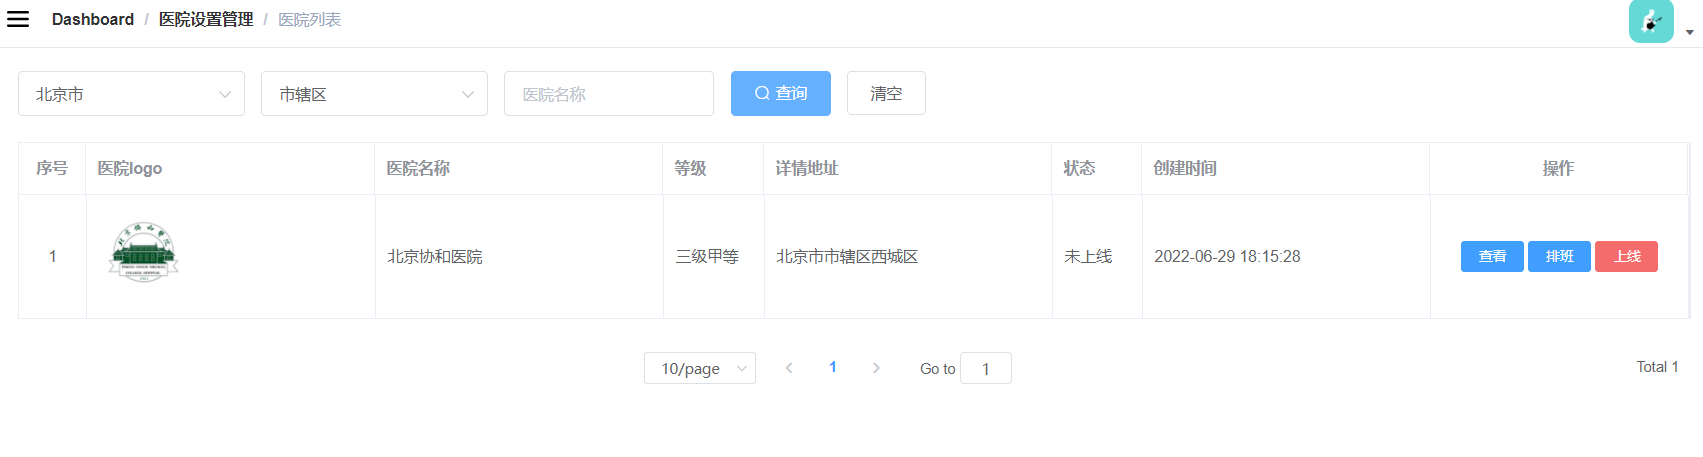 Dashboard / 医院设置管理 / 医院列表
北京市 市辖区 医院名称 查询 清空
序号 医院logo 医院名称 等级 详情地址 状态 创建时间 操作
1 北京协和医院 三级甲等 北京市市辖区西城区 未上线 2022-06-29 18:15:28 查看 排班 上线
10/page 1 Go to 1 Total 1